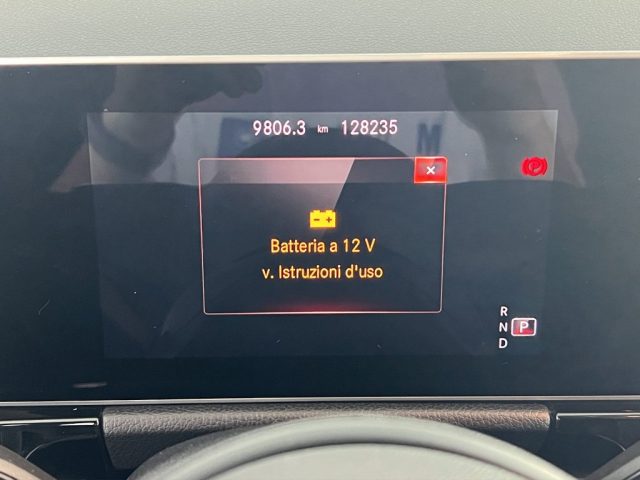 9806.3 km 128235
×
P
Batteria a 12 V
v. Istruzioni d'uso
R
N P
D